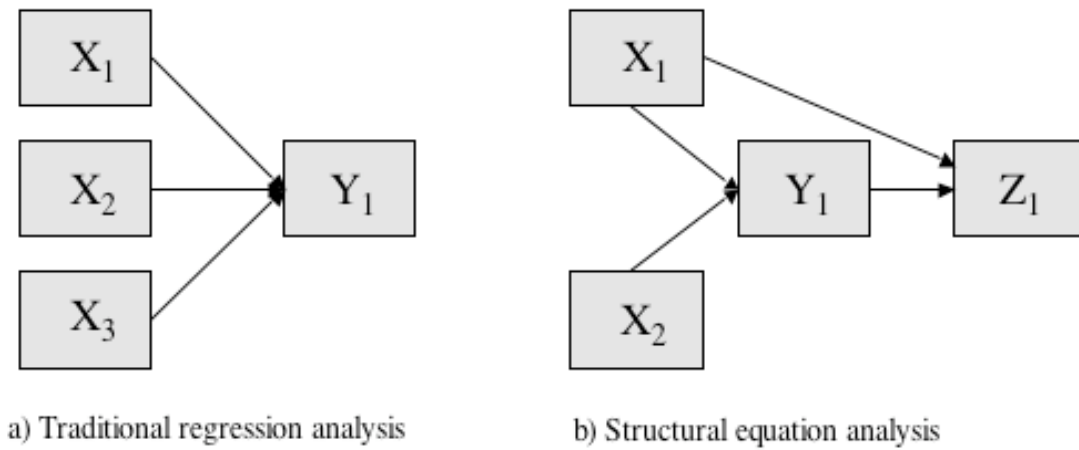 X1
X2
X3
Y1
a) Traditional regression analysis
X1
Y1
Z1
X2
b) Structural equation analysis